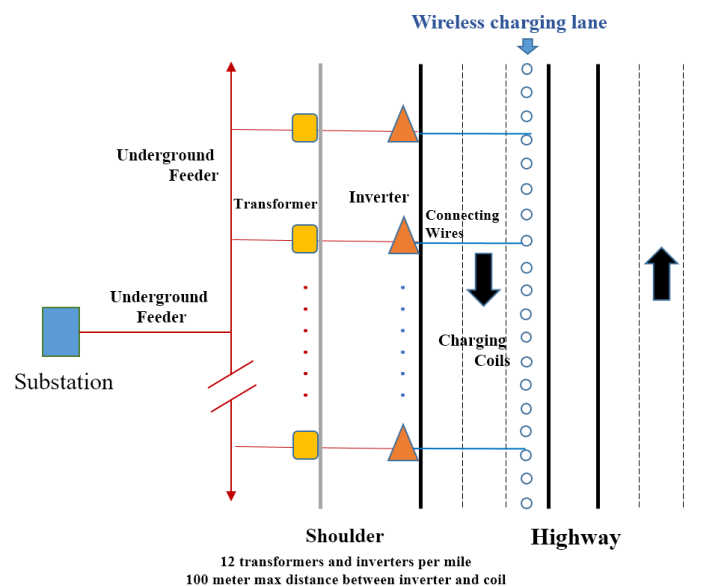 Wireless charging lane
Underground
Feeder
Transformer
Inverter
Connecting
Wires
Underground
Feeder
Charging
Coils
Substation
Shoulder
Highway
12 transformers and inverters per mile
100 meter max distance between inverter and coil